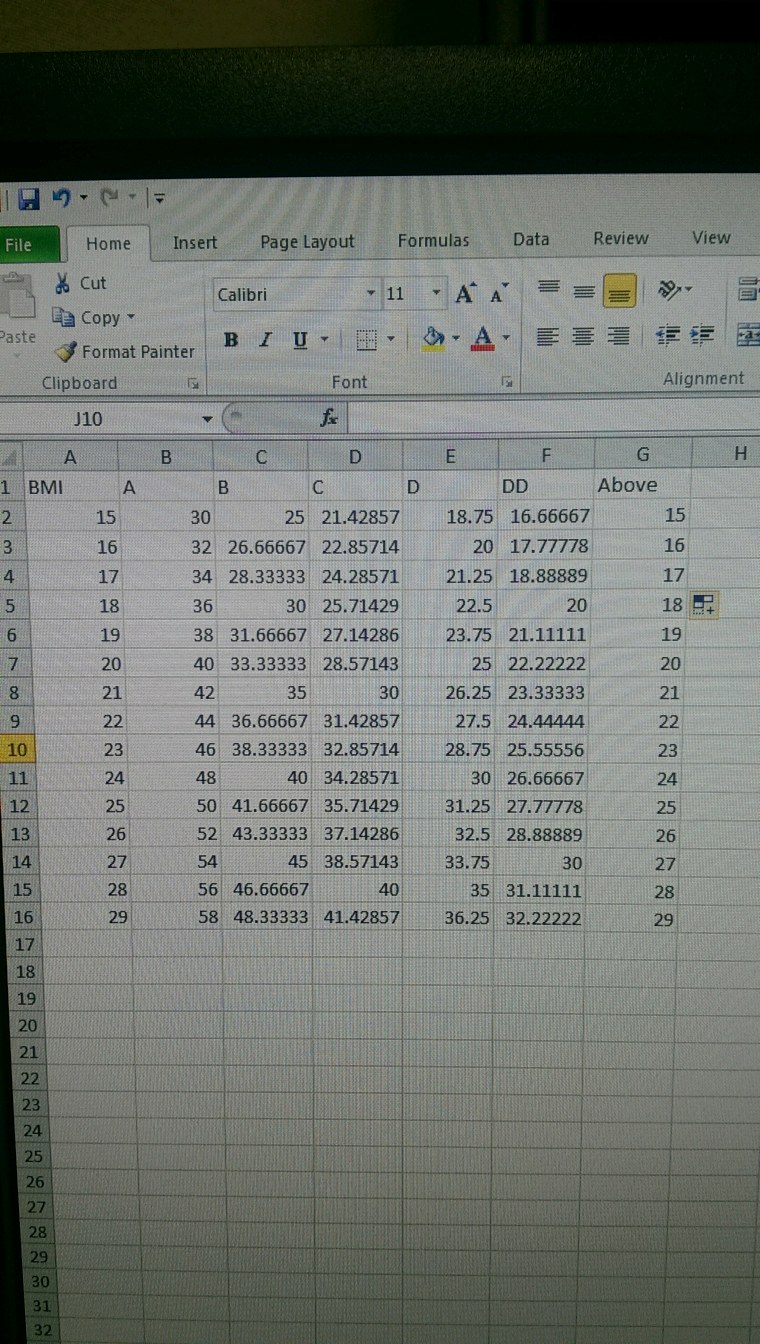 File Home Insert Page Layout Formulas Data Review View
Cut
Copy
Paste
Format Painter
Calibri 11 A A
B I U A
Clipboard Font Alignment
J10 fx
A B C D E F G H
1 BMI A B C D DD Above
2 15 30 25 21.42857 18.75 16.66667 15
3 16 32 26.66667 22.85714 20 17.77778 16
4 17 34 28.33333 24.28571 21.25 18.88889 17
5 18 36 30 25.71429 22.5 20 18
6 19 38 31.66667 27.14286 23.75 21.11111 19
7 20 40 33.33333 28.57143 25 22.22222 20
8 21 42 35 30 26.25 23.33333 21
9 22 44 36.66667 31.42857 27.5 24.44444 22
10 23 46 38.33333 32.85714 28.75 25.55556 23
11 24 48 40 34.28571 30 26.66667 24
12 25 50 41.66667 35.71429 31.25 27.77778 25
13 26 52 43.33333 37.14286 32.5 28.88889 26
14 27 54 45 38.57143 33.75 30 27
15 28 56 46.66667 40 35 31.11111 28
16 29 58 48.33333 41.42857 36.25 32.22222 29
17
18
19
20
21
22
23
24
25
26
27
28
29
30
31
32